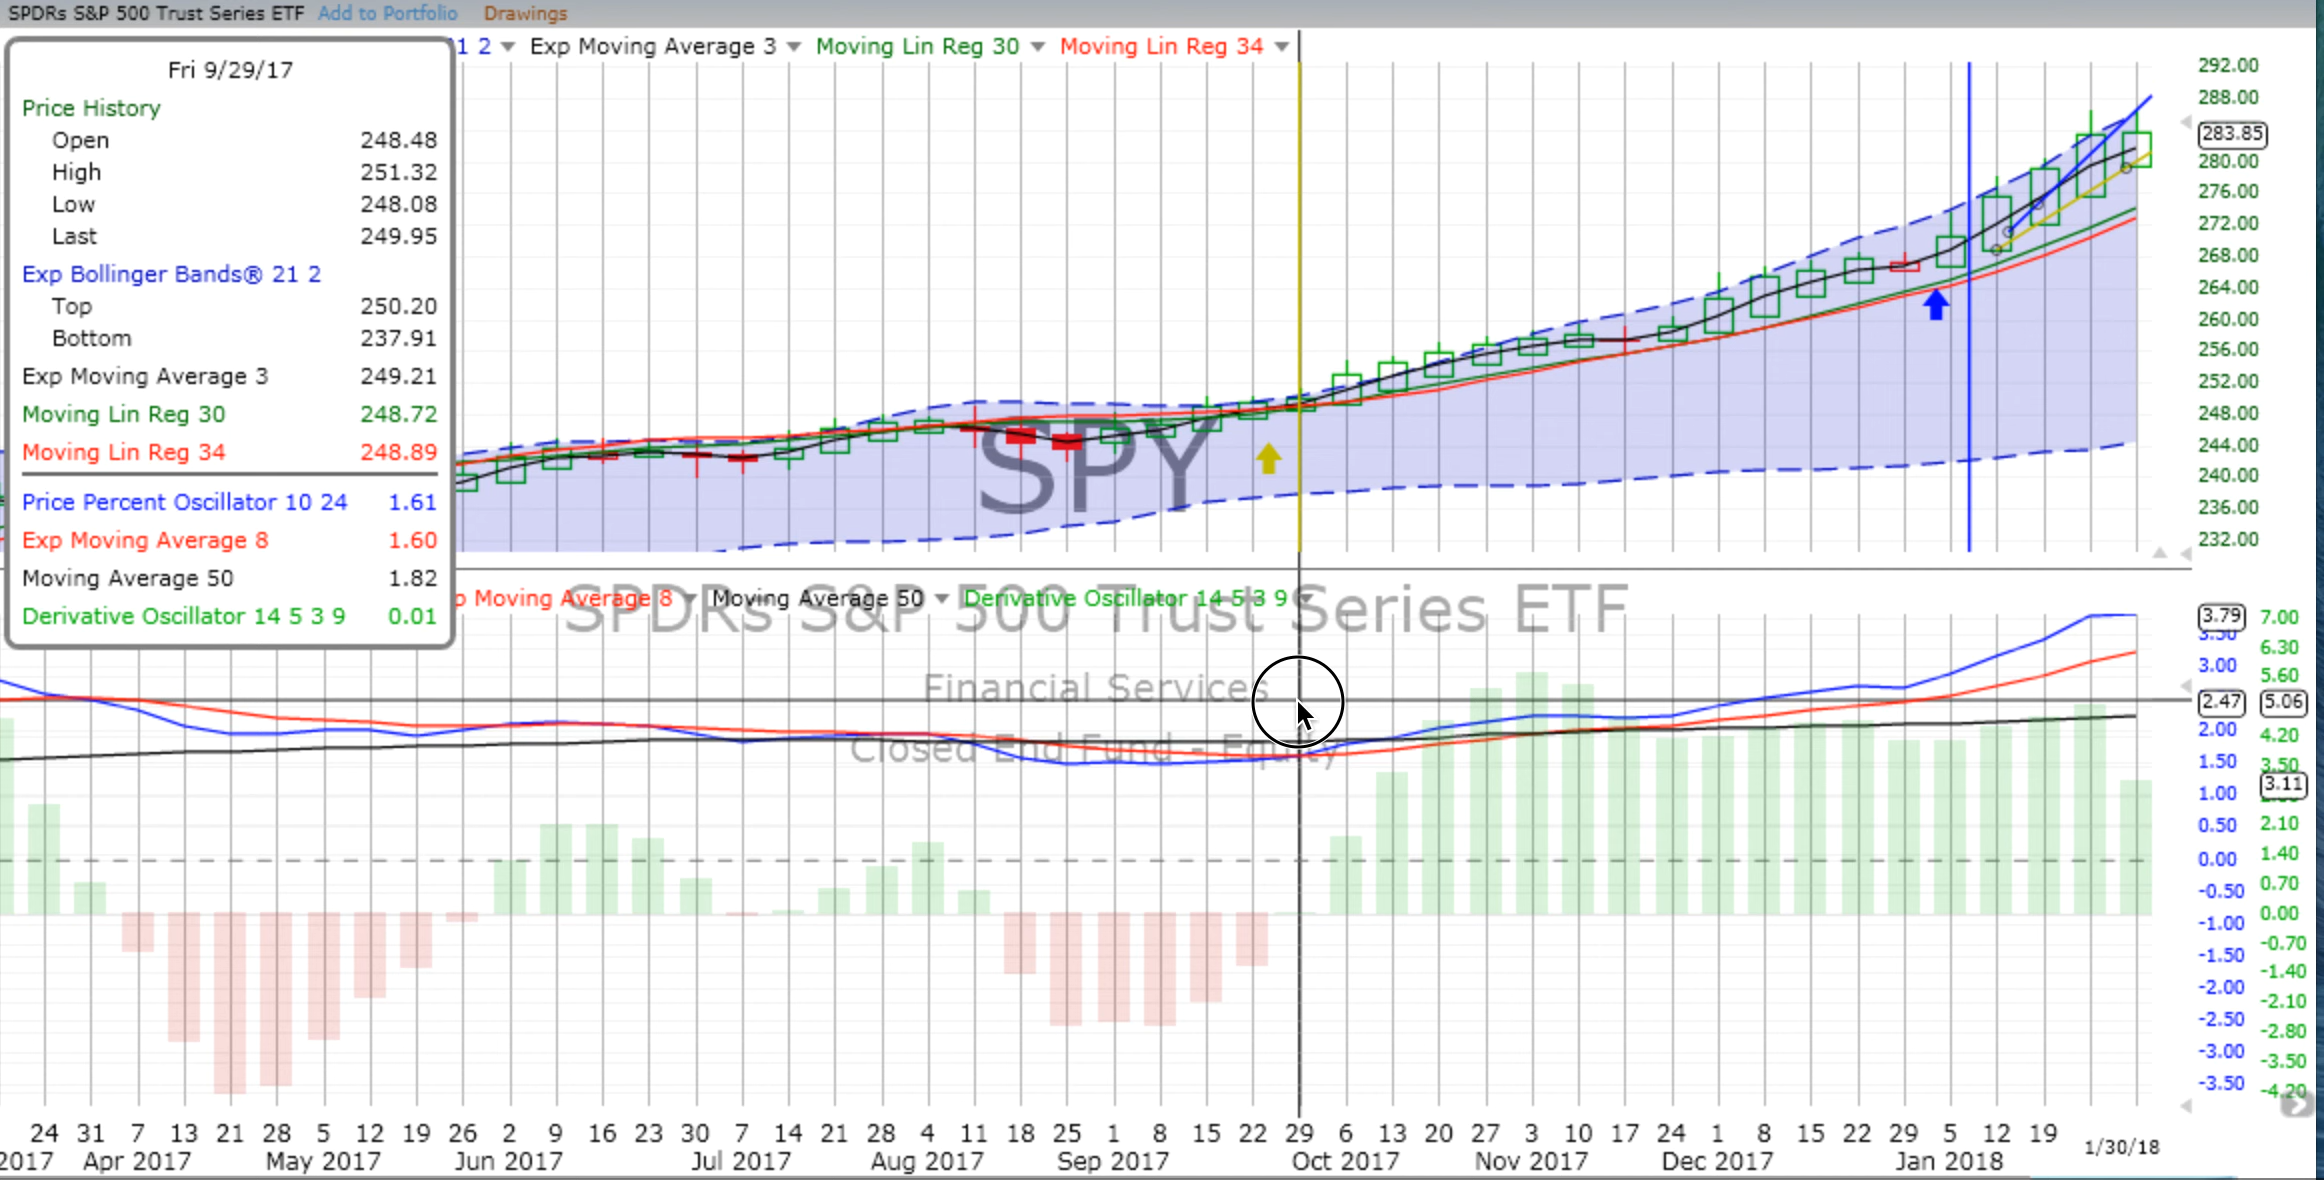 SPDRs S&P 500 Trust Series ETF Add to Portfolio Drawings
1 2 Exp Moving Average 3 Moving Lin Reg 30 Moving Lin Reg 34
Fri 9/29/17
Price History
Open 248.48
High 251.32
Low 248.08
Last 249.95
Exp Bollinger Bands® 21 2
Top 250.20
Bottom 237.91
Exp Moving Average 3 249.21
Moving Lin Reg 30 248.72
Moving Lin Reg 34 248.89
Price Percent Oscillator 10 24 1.61
Exp Moving Average 8 1.60
Moving Average 50 1.82
Derivative Oscillator 14 5 3 9 0.01
292.00
288.00
283.85
280.00
276.00
272.00
268.00
264.00
260.00
256.00
252.00
248.00
244.00
240.00
236.00
232.00
SPY
p Moving Average 8 Moving Average 50 Derivative Oscillator 14 5 3 9
SPDRs S&P 500 Trust Series ETF
Financial Services
Closed End Fund - Equity
3.79
3.50
3.00
2.47
2.00
1.50
1.00
0.50
0.00
-0.50
-1.00
-1.50
-2.00
-2.50
-3.00
-3.50
7.00
6.30
5.60
5.06
4.20
3.50
3.11
2.10
1.40
0.70
0.00
-0.70
-1.40
-2.10
-2.80
-3.50
-4.20
24 31 7 13 21 28 5 12 19 26 2 9 16 23 30 7 14 21 28 4 11 18 25 1 8 15 22 29 6 13 20 27 3 10 17 24 1 8 15 22 29 5 12 19 1/30/18
2017 Apr 2017 May 2017 Jun 2017 Jul 2017 Aug 2017 Sep 2017 Oct 2017 Nov 2017 Dec 2017 Jan 2018